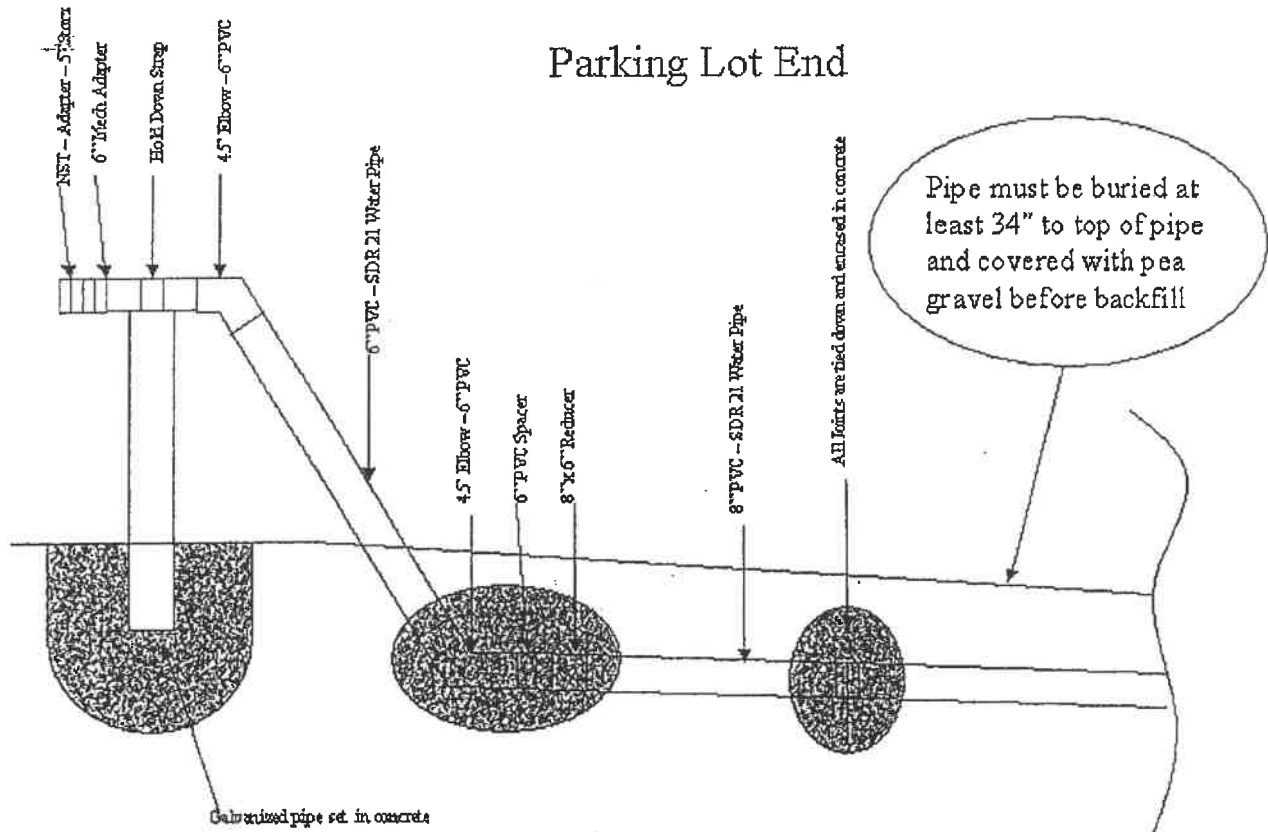 Parking Lot End
NST – Adapter – 5" Storz
6" Mech Adapter
Hold Down Strap
45° Elbow – 6" PVC
6" PVC – SDR 21 Water Pipe
45° Elbow – 6" PVC
6" PVC Spacer
8" X 6" Reducer
8" PVC – SDR 21 Water Pipe
All Joints are tied down and encased in concrete
Pipe must be buried at
least 34" to top of pipe
and covered with pea
gravel before backfill
Galvanized pipe set in concrete